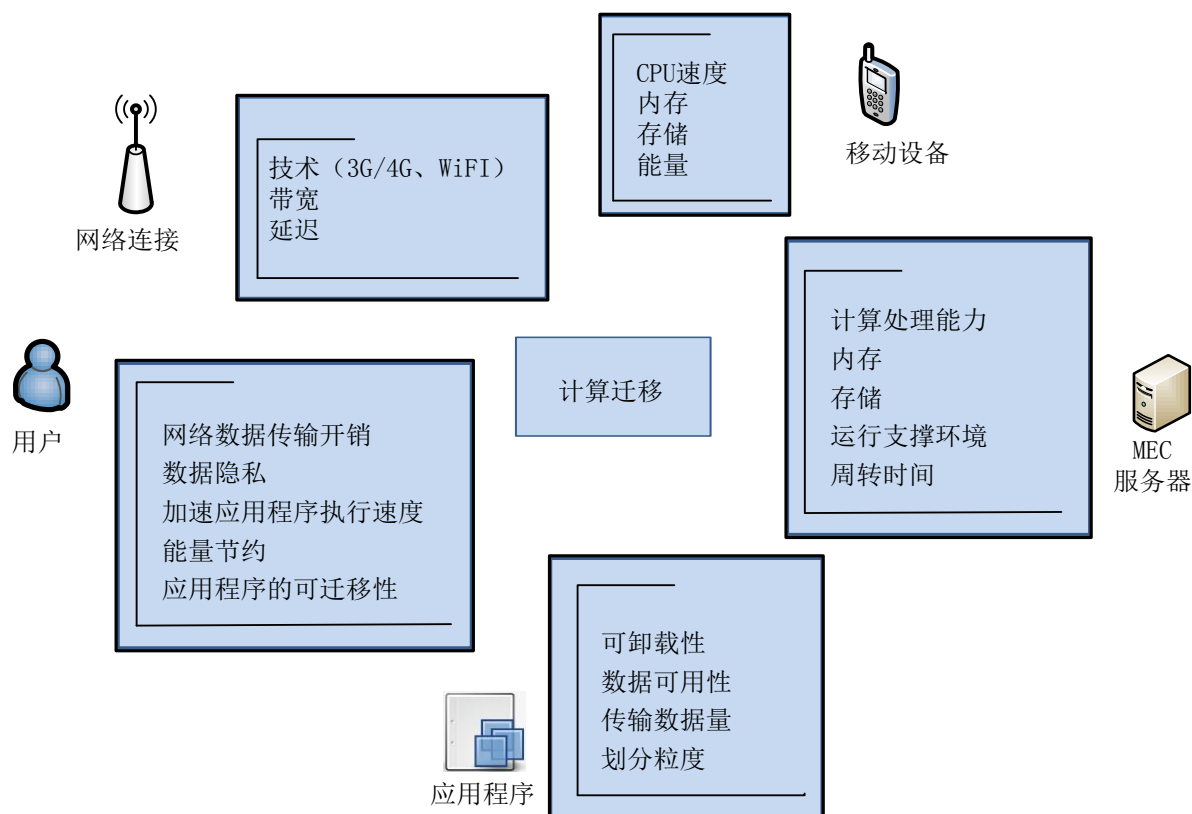 CPU速度
内存
存储
能量
移动设备
技术（3G/4G、WiFI）
带宽
延迟
网络连接
计算处理能力
内存
存储
运行支撑环境
周转时间
MEC
服务器
计算迁移
用户
网络数据传输开销
数据隐私
加速应用程序执行速度
能量节约
应用程序的可迁移性
可卸载性
数据可用性
传输数据量
划分粒度
应用程序